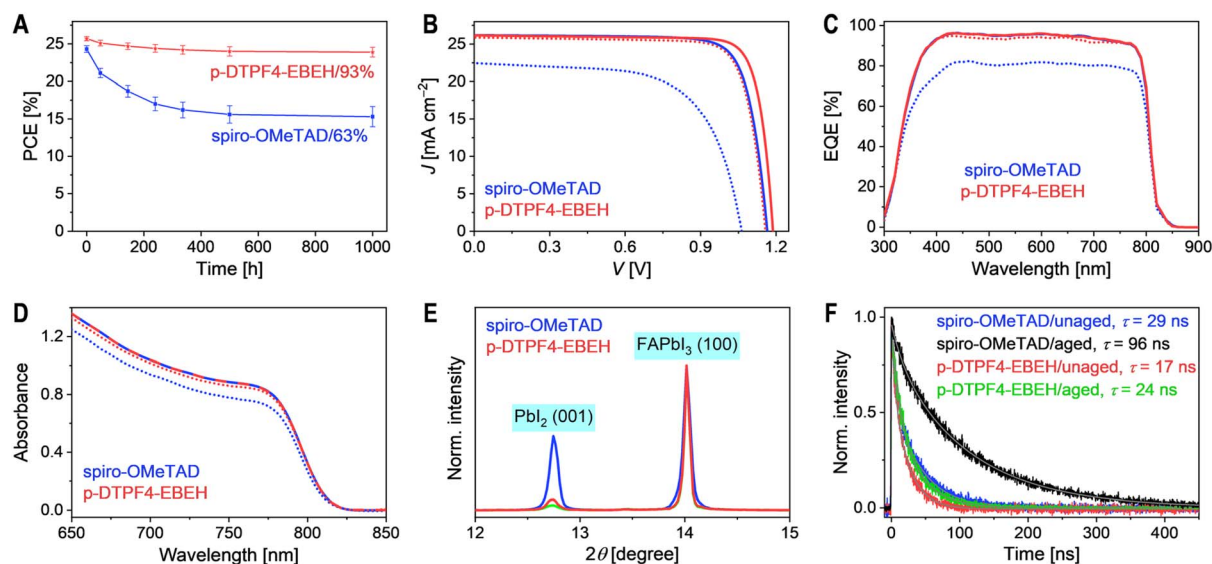 A
PCE [%]
30
25
20
15
10
5
0
p-DTPF4-EBEH/93%
spiro-OMeTAD/63%
0 200 400 600 800 1000
Time [h]
B
J [mA cm⁻²]
30
25
20
15
10
5
0
spiro-OMeTAD
p-DTPF4-EBEH
0.0 0.3 0.6 0.9 1.2
V [V]
C
EQE [%]
100
80
60
40
20
0
spiro-OMeTAD
p-DTPF4-EBEH
300 400 500 600 700 800 900
Wavelength [nm]
D
Absorbance
1.2
0.8
0.4
0.0
spiro-OMeTAD
p-DTPF4-EBEH
650 700 750 800 850
Wavelength [nm]
E
Norm. intensity
spiro-OMeTAD
p-DTPF4-EBEH
FAPbI₃ (100)
PbI₂ (001)
12 13 14 15
2θ [degree]
F
Norm. intensity
1.0
0.5
0.0
spiro-OMeTAD/unaged, τ = 29 ns
spiro-OMeTAD/aged, τ = 96 ns
p-DTPF4-EBEH/unaged, τ = 17 ns
p-DTPF4-EBEH/aged, τ = 24 ns
0 100 200 300 400
Time [ns]